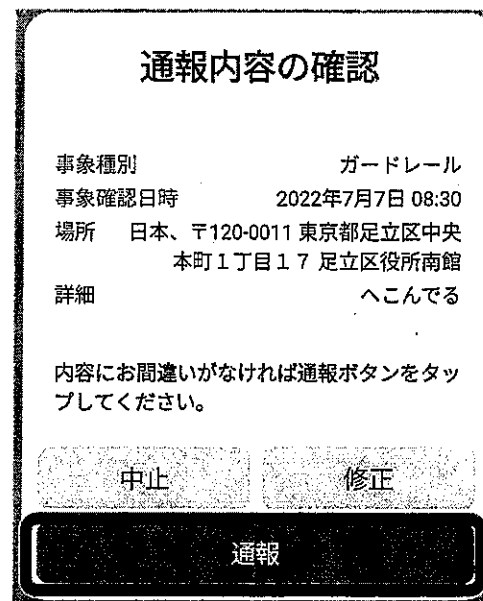 通報内容の確認
事象種別 ガードレール
事象確認日時 2022年7月7日 08:30
場所 日本、〒120-0011 東京都足立区中央
本町1丁目17 足立区役所南館
詳細 へこんでる
内容にお間違いがなければ通報ボタンをタッ
プしてください。
中止 修正
通報